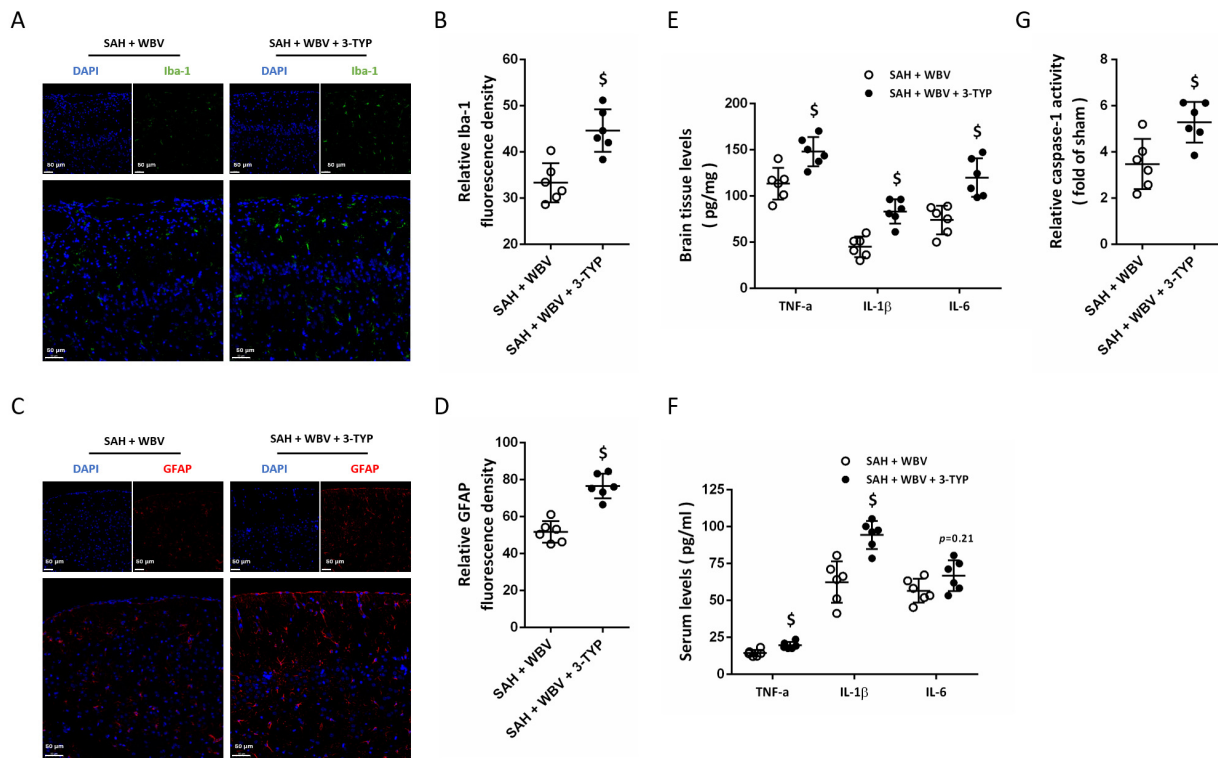 A
SAH + WBV
SAH + WBV + 3-TYP
DAPI
Iba-1
DAPI
Iba-1
50 μm
50 μm
50 μm
50 μm
50 μm
50 μm
B
Relative Iba-1
fluorescence density
60
50
40
30
20
$
SAH + WBV
SAH + WBV + 3-TYP
E
SAH + WBV
SAH + WBV + 3-TYP
Brain tissue levels
( pg/mg )
200
150
100
50
0
$
$
$
TNF-a
IL-1β
IL-6
G
Relative caspase-1 activity
( fold of sham )
8
6
4
2
0
$
SAH + WBV
SAH + WBV + 3-TYP
C
SAH + WBV
SAH + WBV + 3-TYP
DAPI
GFAP
DAPI
GFAP
50 μm
50 μm
50 μm
50 μm
50 μm
50 μm
D
Relative GFAP
fluorescence density
100
80
60
40
20
0
$
SAH + WBV
SAH + WBV + 3-TYP
F
SAH + WBV
SAH + WBV + 3-TYP
Serum levels ( pg/ml )
125
100
75
50
25
0
$
$
p=0.21
TNF-a
IL-1β
IL-6